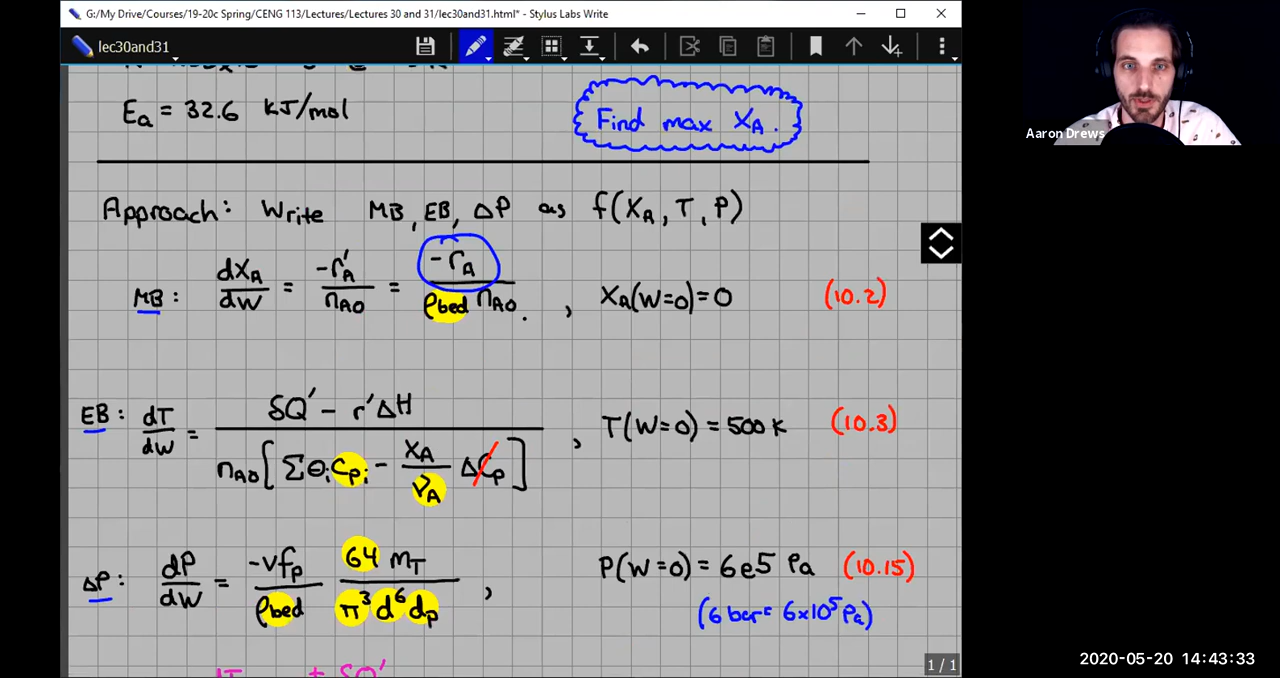 G:/My Drive/Courses/19-20c Spring/CENG 113/Lectures/Lectures 30 and 31/lec30and31.html* - Stylus Labs Write
lec30and31
Ea = 32.6 kJ/mol
Find max XA.
Approach: Write MB, EB, ΔP as f(XA, T, P)
MB: dXA/dW = -r'A/nA0 = -rA/(ρbed nA0), XA(W=0) = 0 (10.2)
EB: dT/dW = (δQ' - r'ΔH)/(nA0[Σθi Cpi - XA/νA ΔCp]), T(W=0) = 500 K (10.3)
ΔP: dP/dW = -vfp/ρbed 64 mT/(π³ d⁶ dp), P(W=0) = 6e5 Pa (10.15)
(6 bar = 6x10⁵ Pa)
1 / 1
Aaron Drews
2020-05-20 14:43:33